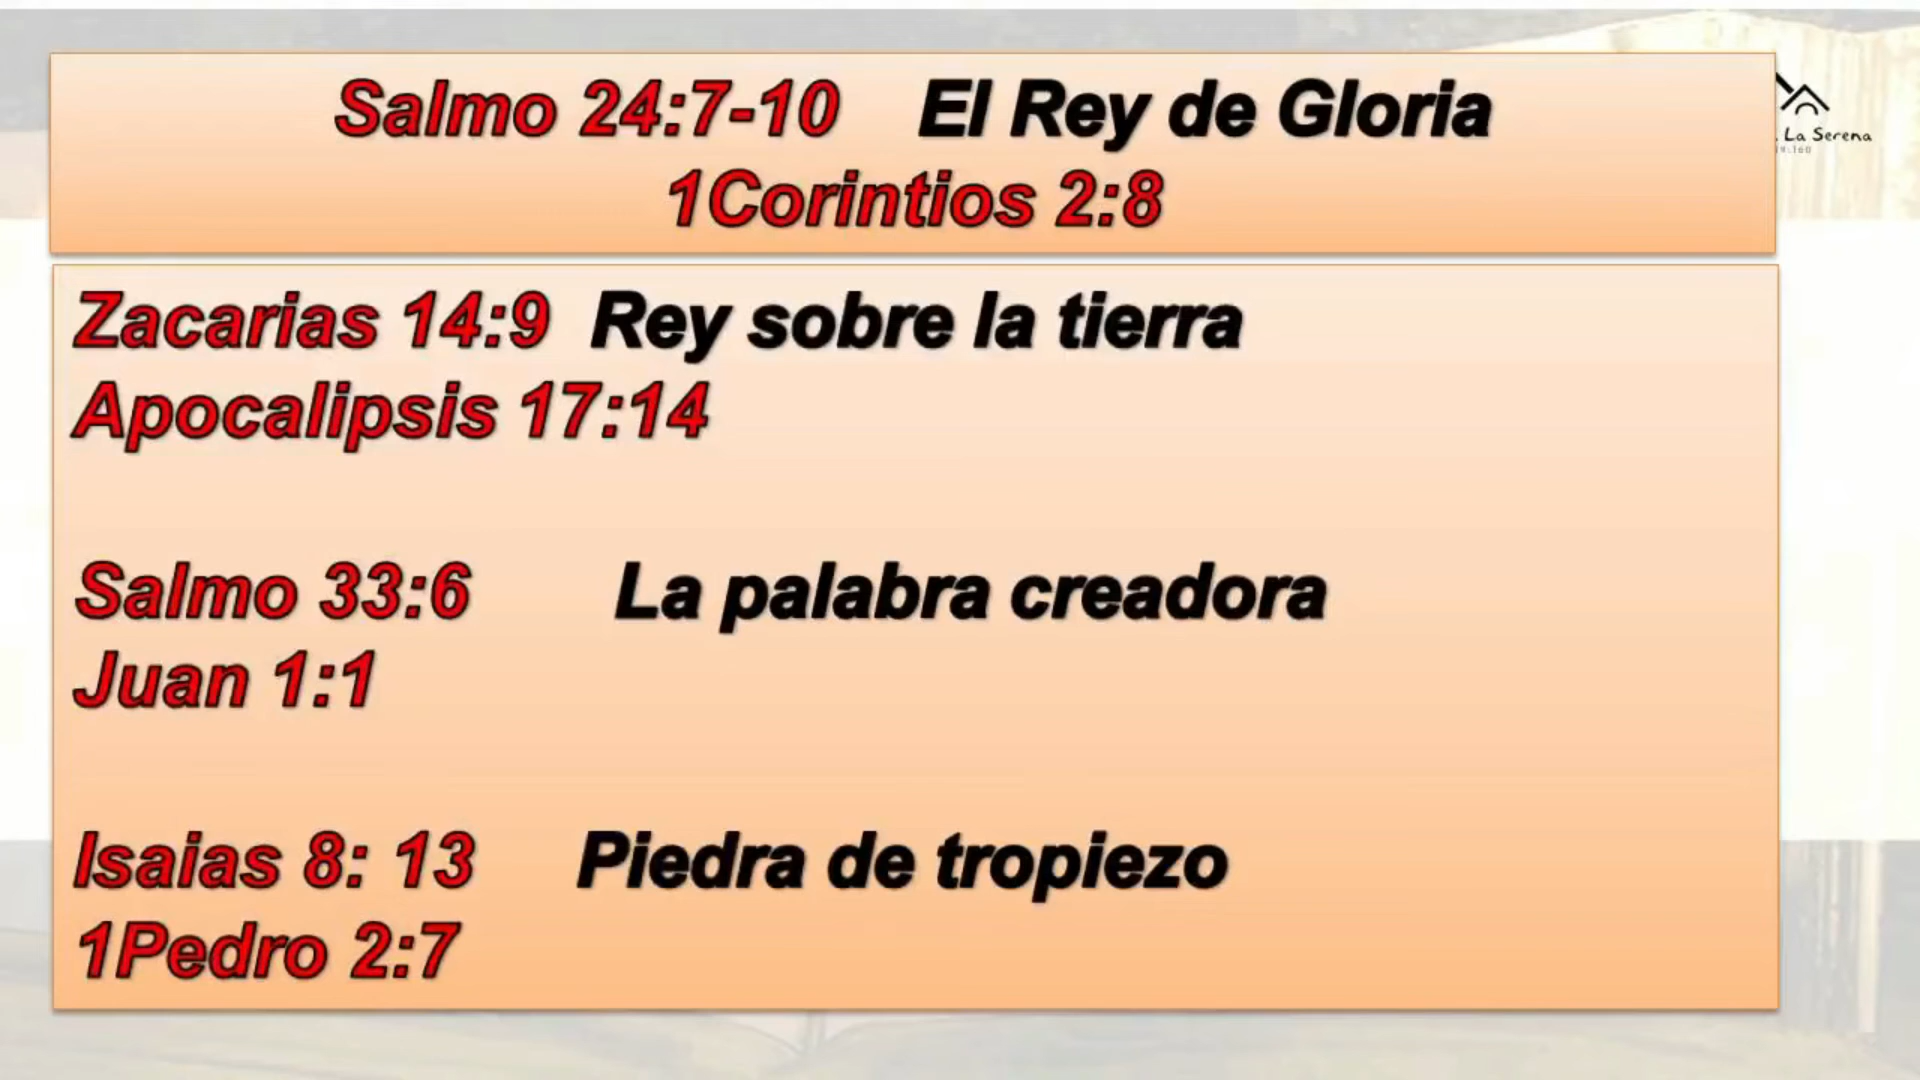 Salmo 24:7-10 El Rey de Gloria
1Corintios 2:8
La Serena
Zacarias 14:9 Rey sobre la tierra
Apocalipsis 17:14
Salmo 33:6 La palabra creadora
Juan 1:1
Isaias 8: 13 Piedra de tropiezo
1Pedro 2:7